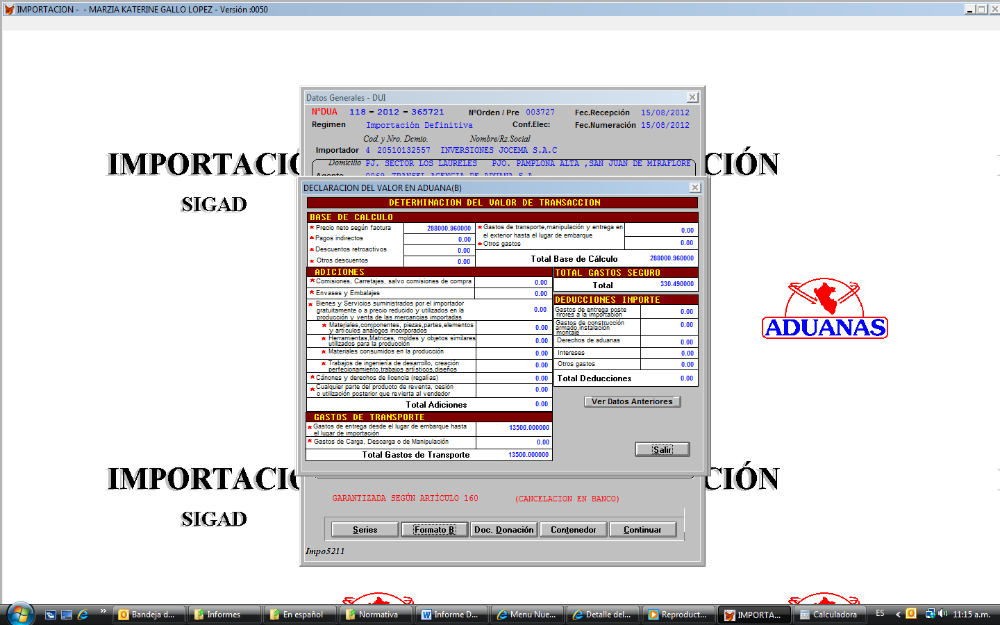 IMPORTACION - - MARZIA KATERINE GALLO LOPEZ - Versión :0050
Datos Generales - DUI
N°DUA 118 - 2012 - 365721 N°Orden / Pre 003727 Fec.Recepción 15/08/2012
Regimen Importación Definitiva Conf.Elec: Fec.Numeración 15/08/2012
Cod. y Nro. Dcmto. Nombre/Rz.Social
Importador 4 20510132557 INVERSIONES JOCEMA S.A.C
Domicilio PJ. SECTOR LOS LAURELES PJO. PAMPLONA ALTA ,SAN JUAN DE MIRAFLORE
Agente 0069 TRANSEL AGENCIA DE ADUANA S.A
DECLARACION DEL VALOR EN ADUANA(B)
DETERMINACION DEL VALOR DE TRANSACCION
BASE DE CALCULO
* Precio neto según factura 288000.960000
* Pagos indirectos 0.00
* Descuentos retroactivos 0.00
* Otros descuentos 0.00
* Gastos de transporte,manipulación y entrega en
el exterior hasta el lugar de embarque 0.00
* Otros gastos 0.00
Total Base de Cálculo 288000.960000
ADICIONES
* Comisiones, Carretajes, salvo comisiones de compra 0.00
* Envases y Embalajes 0.00
* Bienes y Servicios suministrados por el importador
gratuitamente o a precio reducido y utilizados en la
producción y venta de las mercancias importadas 0.00
* Materiales,componentes, piezas,partes,elementos
y artículos análogos incorporados 0.00
* Herramientas,Matrices, moldes y objetos similares
utilizados para la producción 0.00
* Materiales consumidos en la producción 0.00
* Trabajos de ingeniería de desarrollo, creación
perfecionamiento,trabajos artísticos,diseños 0.00
* Cánones y derechos de licencia (regalías) 0.00
* Cualquier parte del producto de reventa, cesión
o utilización posterior que revierta al vendedor 0.00
Total Adiciones 0.00
GASTOS DE TRANSPORTE
* Gastos de entrega desde el lugar de embarque hasta
el lugar de importación 13500.000000
* Gastos de Carga, Descarga o de Manipulación 0.00
Total Gastos de Transporte 13500.000000
TOTAL GASTOS SEGURO
Total 330.490000
DEDUCCIONES IMPORTE
Gastos de entrega poste
rirores a la importación 0.00
Gastos de construcción
armado,instalación
montaje 0.00
Derechos de aduanas 0.00
Intereses 0.00
Otros gastos 0.00
Total Deducciones 0.00
Ver Datos Anteriores
Salir
GARANTIZADA SEGÚN ARTÍCULO 160 (CANCELACION EN BANCO)
Series Formato B Doc. Donación Contenedor Continuar
Impo5211
IMPORTACIÓ
CIÓN
SIGAD
ADUANAS
IMPORTACIÓ
CIÓN
SIGAD
Bandeja d... Informes En español Normativa Informe D... Menu Nue... Detalle del... Reproduct... IMPORTA... Calculadora ES 11:15 a.m.